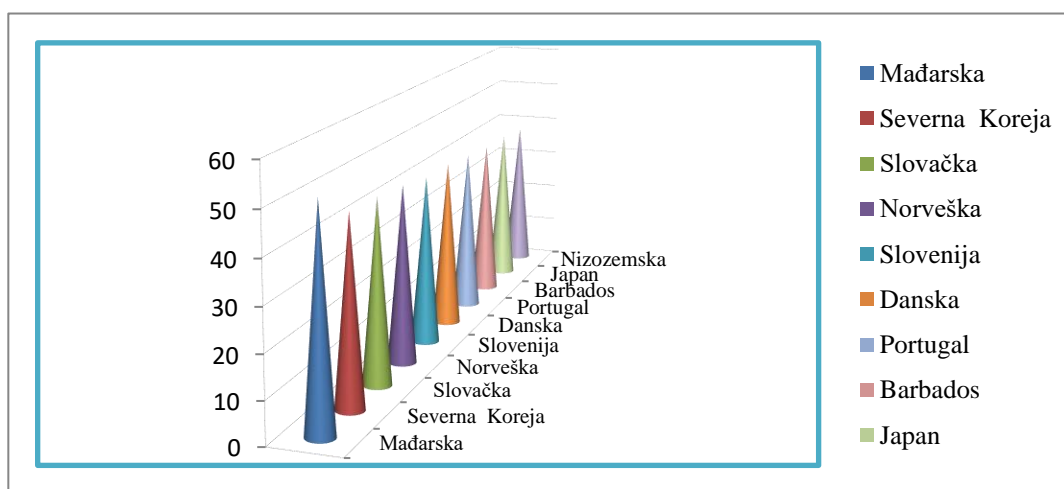 60
50
40
30
20
10
0
Nizozemska
Japan
Barbados
Portugal
Danska
Slovenija
Norveška
Slovačka
Severna Koreja
Mađarska
Mađarska
Severna Koreja
Slovačka
Norveška
Slovenija
Danska
Portugal
Barbados
Japan